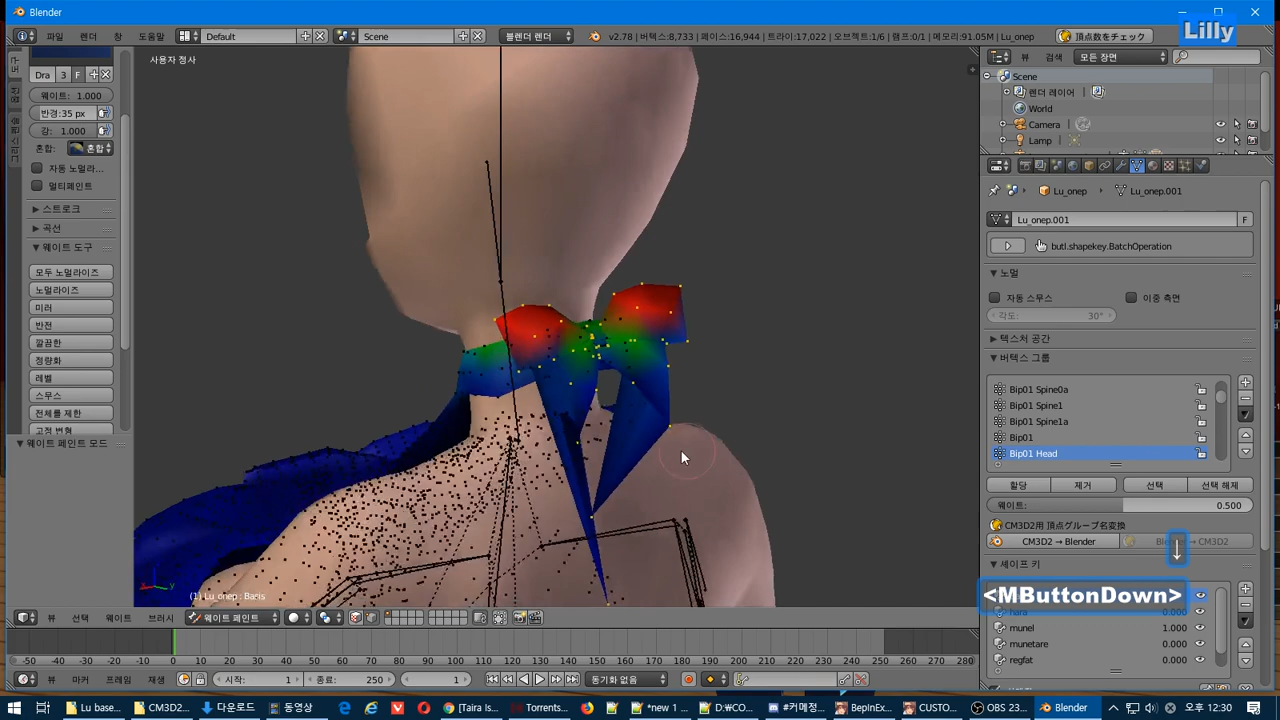 Blender
Lilly
파일 렌더 창 도움말 Default Scene 블렌더 렌더 v2.78 | 버텍스:8,733 | 페이스:16,944 | 트라이:17,022 | 오브젝트:1/6 | 램프:0/1 | 메모리:91.05M | Lu_onep 頂点数をチェック
사용자 정사
뷰 검색 모든 장면
Dra 3 F
웨이트: 1.000
반경:35 px
강: 1.000
혼합: 혼합
자동 노멀라...
멀티페인트
스트로크
곡선
웨이트 도구
모두 노멀라이즈
노멀라이즈
미러
반전
깔끔한
정량화
레벨
스무스
전체를 제한
고정 변형
웨이트 페인트 모드
Scene
렌더 레이어
World
Camera
Lamp
Lu_onep Lu_onep.001
Lu_onep.001 F
butl.shapekey.BatchOperation
노멀
자동 스무스 이중 측면
각도: 30°
텍스처 공간
버텍스 그룹
Bip01 Spine0a
Bip01 Spine1
Bip01 Spine1a
Bip01
Bip01 Head
할당 제거 선택 선택 해제
웨이트: 0.500
CM3D2用 頂点グループ名変換
CM3D2 → Blender Blender → CM3D2
↓
셰이프 키
<MButtonDown>
hara 0.000
munel 1.000
munetare 0.000
regfat 0.000
(1) Lu_onep : Basis
뷰 선택 웨이트 브러시 웨이트 페인트
-50 -40 -30 -20 -10 0 10 20 30 40 50 60 70 80 90 100 110 120 130 140 150 160 170 180 190 200 210 220 230 240 250 260 270 280
뷰 마커 프레임 재생 시작: 1 종료: 250 1 동기화 없음
Lu base... CM3D2... 다운로드 동영상 [Taira Is... Torrents... *new 1 ... D:₩CO... #커메정... BepInEx... CUSTO... OBS 23... Blender 오후 12:30